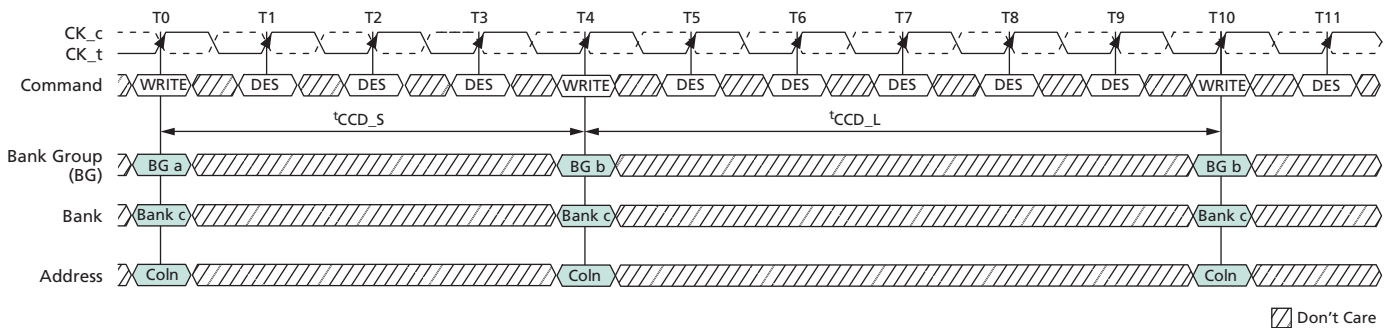 T0 T1 T2 T3 T4 T5 T6 T7 T8 T9 T10 T11
CK_c
CK_t
Command WRITE DES DES DES WRITE DES DES DES DES DES WRITE DES
tCCD_S tCCD_L
Bank Group
(BG) BG a BG b BG b
Bank Bank c Bank c Bank c
Address Coln Coln Coln
Don't Care